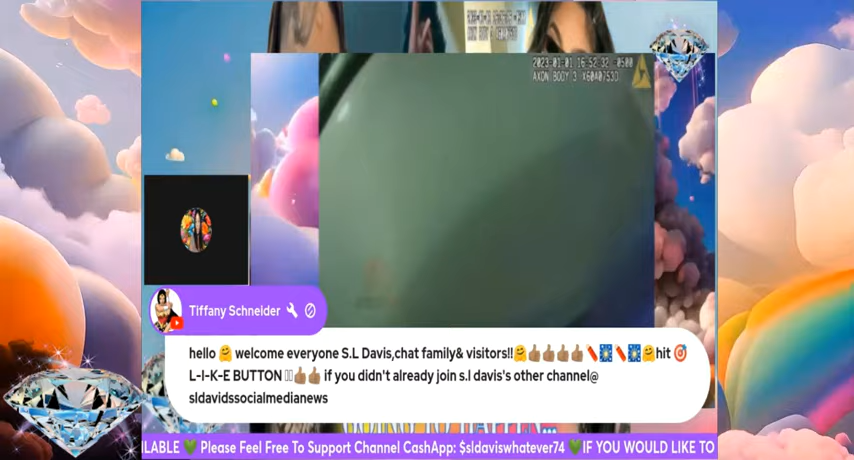 2023-01-01 16:52:32 -0500
AXON BODY 3 X60A0753D
Tiffany Schneider
hello 🤗 welcome everyone S.L Davis,chat family& visitors!!🤗👍🏽👍🏽👍🏽👍🏽🧨🎆🧨🎆🤗hit 🎯
L-I-K-E BUTTON 👍🏽👍🏽 if you didn't already join s.l davis's other channel@
sldavidssocialmedianews
ILABLE 💚 Please Feel Free To Support Channel CashApp: $sldaviswhatever74 💚IF YOU WOULD LIKE TO